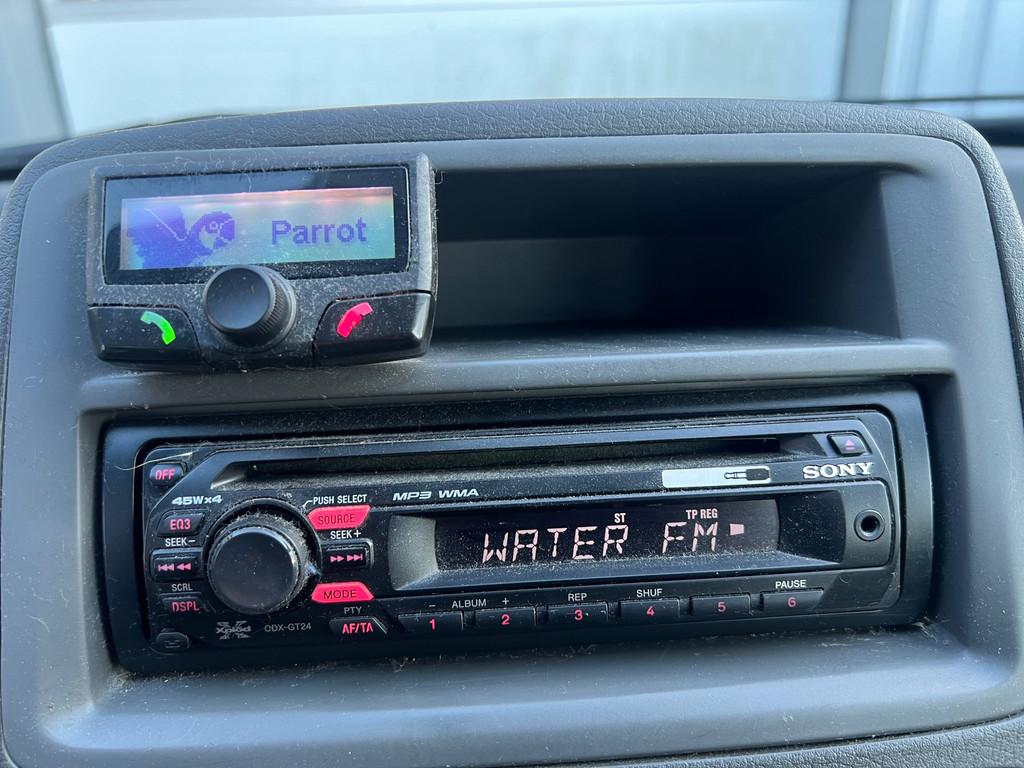 Parrot
OFF
45Wx4
PUSH SELECT
MP3 WMA
SONY
EQ3
SOURCE
ST
TP REG
SEEK−
SEEK+
WATER FM
SCRL
MODE
DSPL
PTY
− ALBUM +
REP
SHUF
PAUSE
Xplod
CDX-GT24
AF/TA
1 2 3 4 5 6